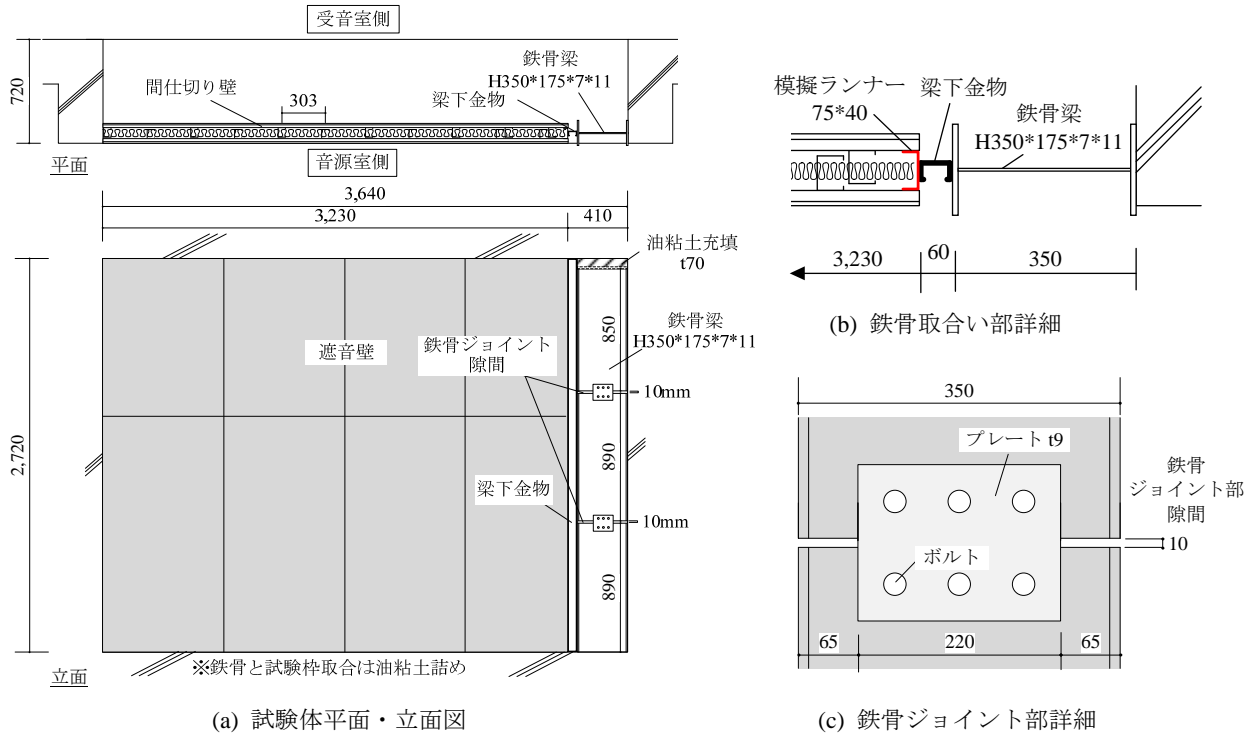 受音室側
鉄骨梁
H350*175*7*11
梁下金物
間仕切り壁
303
720
平面
音源室側
3,640
3,230
410
油粘土充填
t70
850
鉄骨梁
H350*175*7*11
遮音壁
鉄骨ジョイント
隙間
10mm
2,720
890
梁下金物
10mm
890
立面
※鉄骨と試験枠取合は油粘土詰め
(a) 試験体平面・立面図
模擬ランナー
75*40
梁下金物
鉄骨梁
H350*175*7*11
3,230
60
350
(b) 鉄骨取合い部詳細
350
プレート t9
鉄骨
ジョイント部
隙間
10
ボルト
65
220
65
(c) 鉄骨ジョイント部詳細